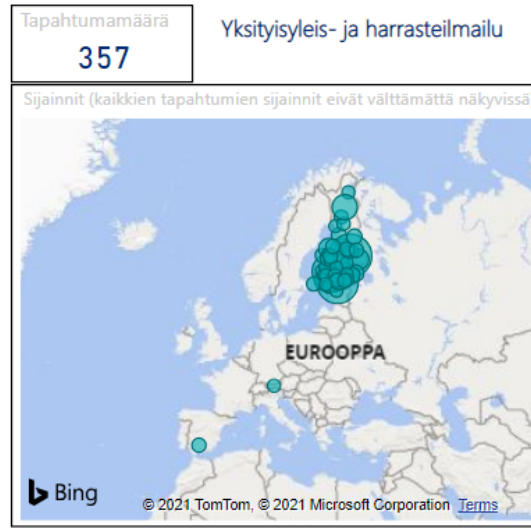 Tapahtumamäärä
357
Yksityisyleis- ja harrasteilmailu
Sijainnit (kaikkien tapahtumien sijainnit eivät välttämättä näkyvissä
EUROOPPA
Bing
© 2021 TomTom, © 2021 Microsoft Corporation Terms